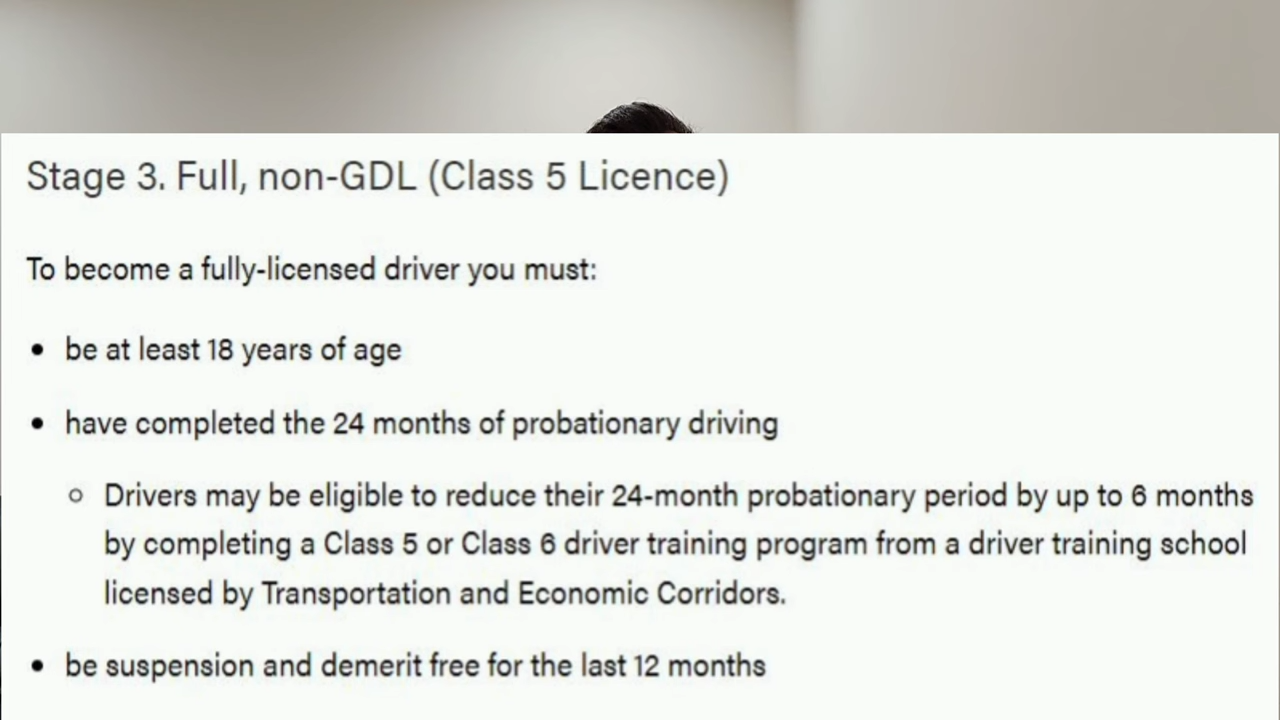 Stage 3. Full, non-GDL (Class 5 Licence)
To become a fully-licensed driver you must:
• be at least 18 years of age
• have completed the 24 months of probationary driving
○ Drivers may be eligible to reduce their 24-month probationary period by up to 6 months
by completing a Class 5 or Class 6 driver training program from a driver training school
licensed by Transportation and Economic Corridors.
• be suspension and demerit free for the last 12 months